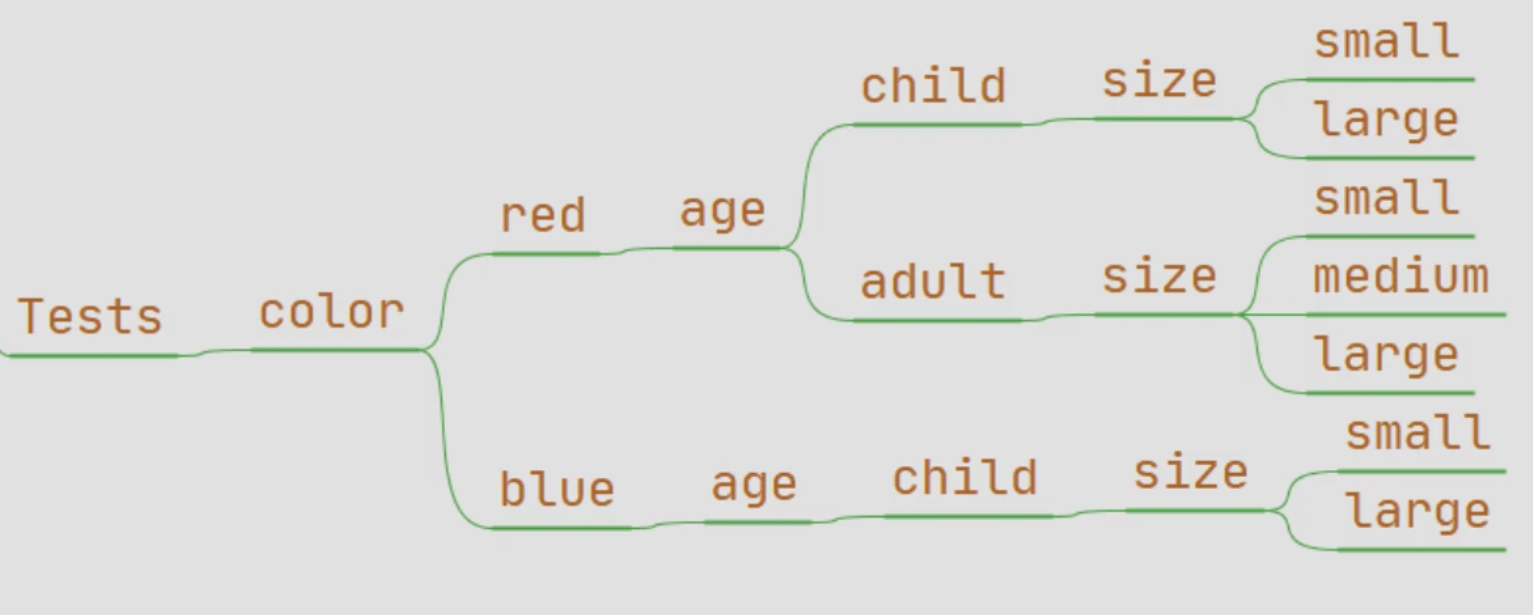 Tests
color
red
age
child
size
small
large
adult
size
small
medium
large
blue
age
child
size
small
large